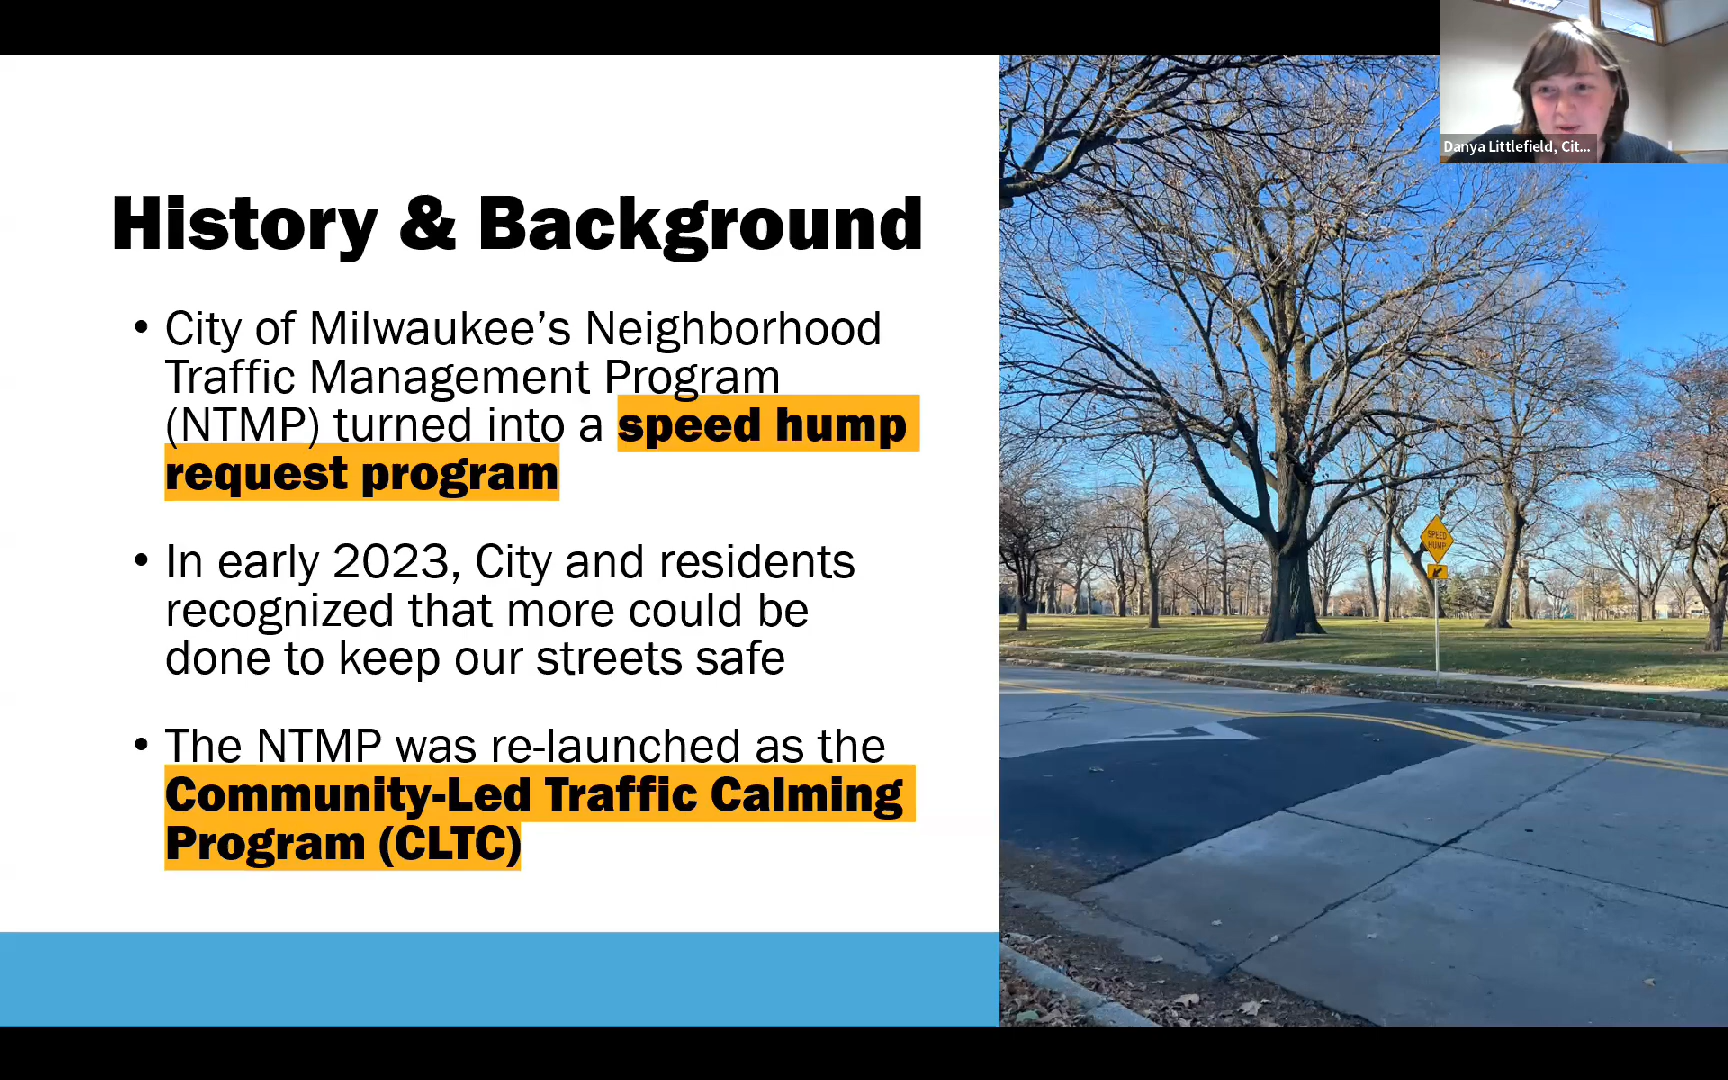 Danya Littlefield, Cit...
History & Background
• City of Milwaukee’s Neighborhood
Traffic Management Program
(NTMP) turned into a speed hump
request program
• In early 2023, City and residents
recognized that more could be
done to keep our streets safe
• The NTMP was re-launched as the
Community-Led Traffic Calming
Program (CLTC)
SPEED
HUMP